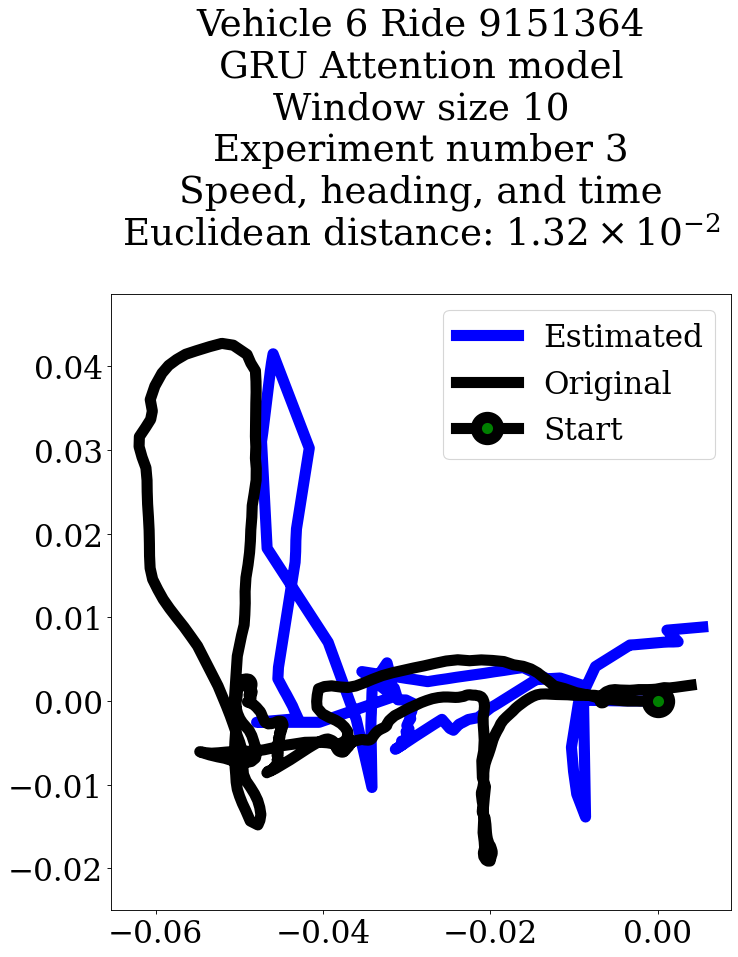 Vehicle 6 Ride 9151364
GRU Attention model
Window size 10
Experiment number 3
Speed, heading, and time
Euclidean distance: 1.32 × 10⁻²
Estimated
Original
Start
0.04
0.03
0.02
0.01
0.00
−0.01
−0.02
−0.06 −0.04 −0.02 0.00